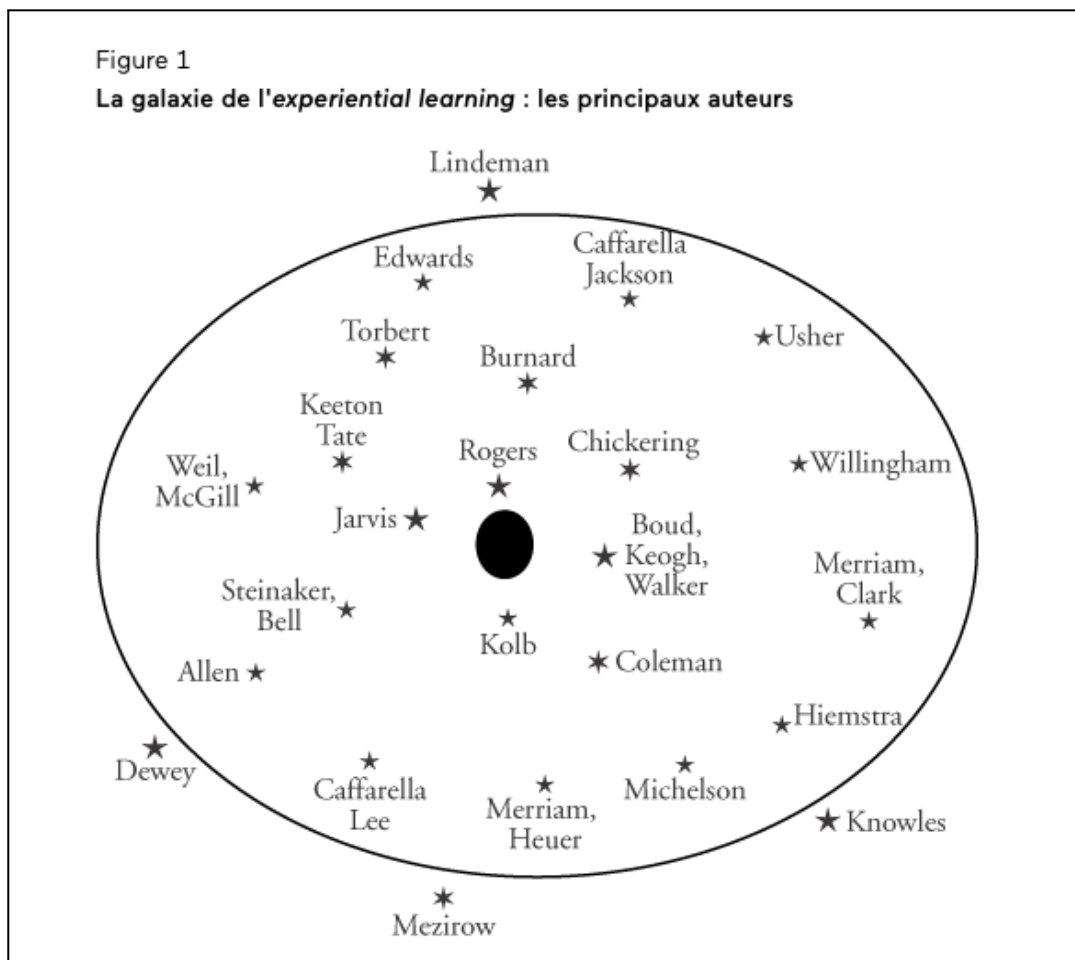 Figure 1
La galaxie de l'experiential learning : les principaux auteurs
Lindeman
Edwards
Caffarella
Jackson
Torbert
Usher
Burnard
Keeton
Tate
Rogers
Chickering
Weil,
McGill
Willingham
Jarvis
Boud,
Keogh,
Walker
Merriam,
Clark
Steinaker,
Bell
Kolb
Coleman
Allen
Hiemstra
Dewey
Caffarella
Lee
Merriam,
Heuer
Michelson
Knowles
Mezirow